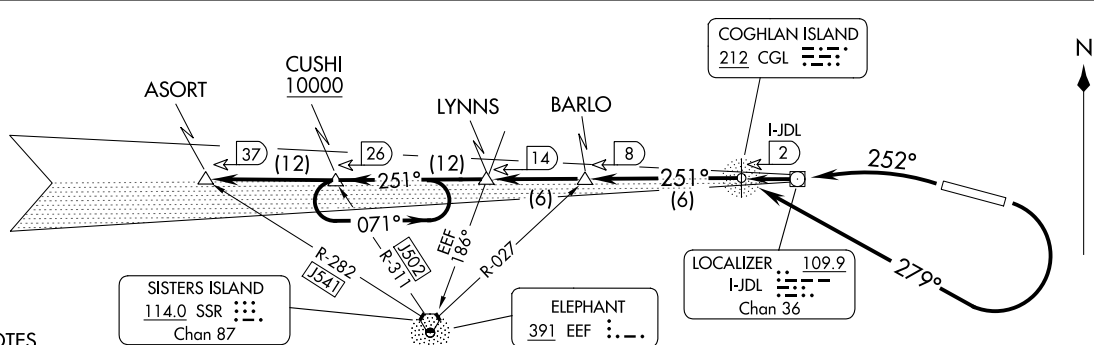 COGHLAN ISLAND
212 CGL
N
CUSHI
10000
ASORT
LYNNS
BARLO
I-JDL
37
(12)
26
(12)
14
8
2
252°
251°
251°
(6)
(6)
071°
279°
R-282
J541
R-311
J502
EEF
186°
R-027
SISTERS ISLAND
114.0 SSR
Chan 87
ELEPHANT
391 EEF
LOCALIZER 109.9
I-JDL
Chan 36